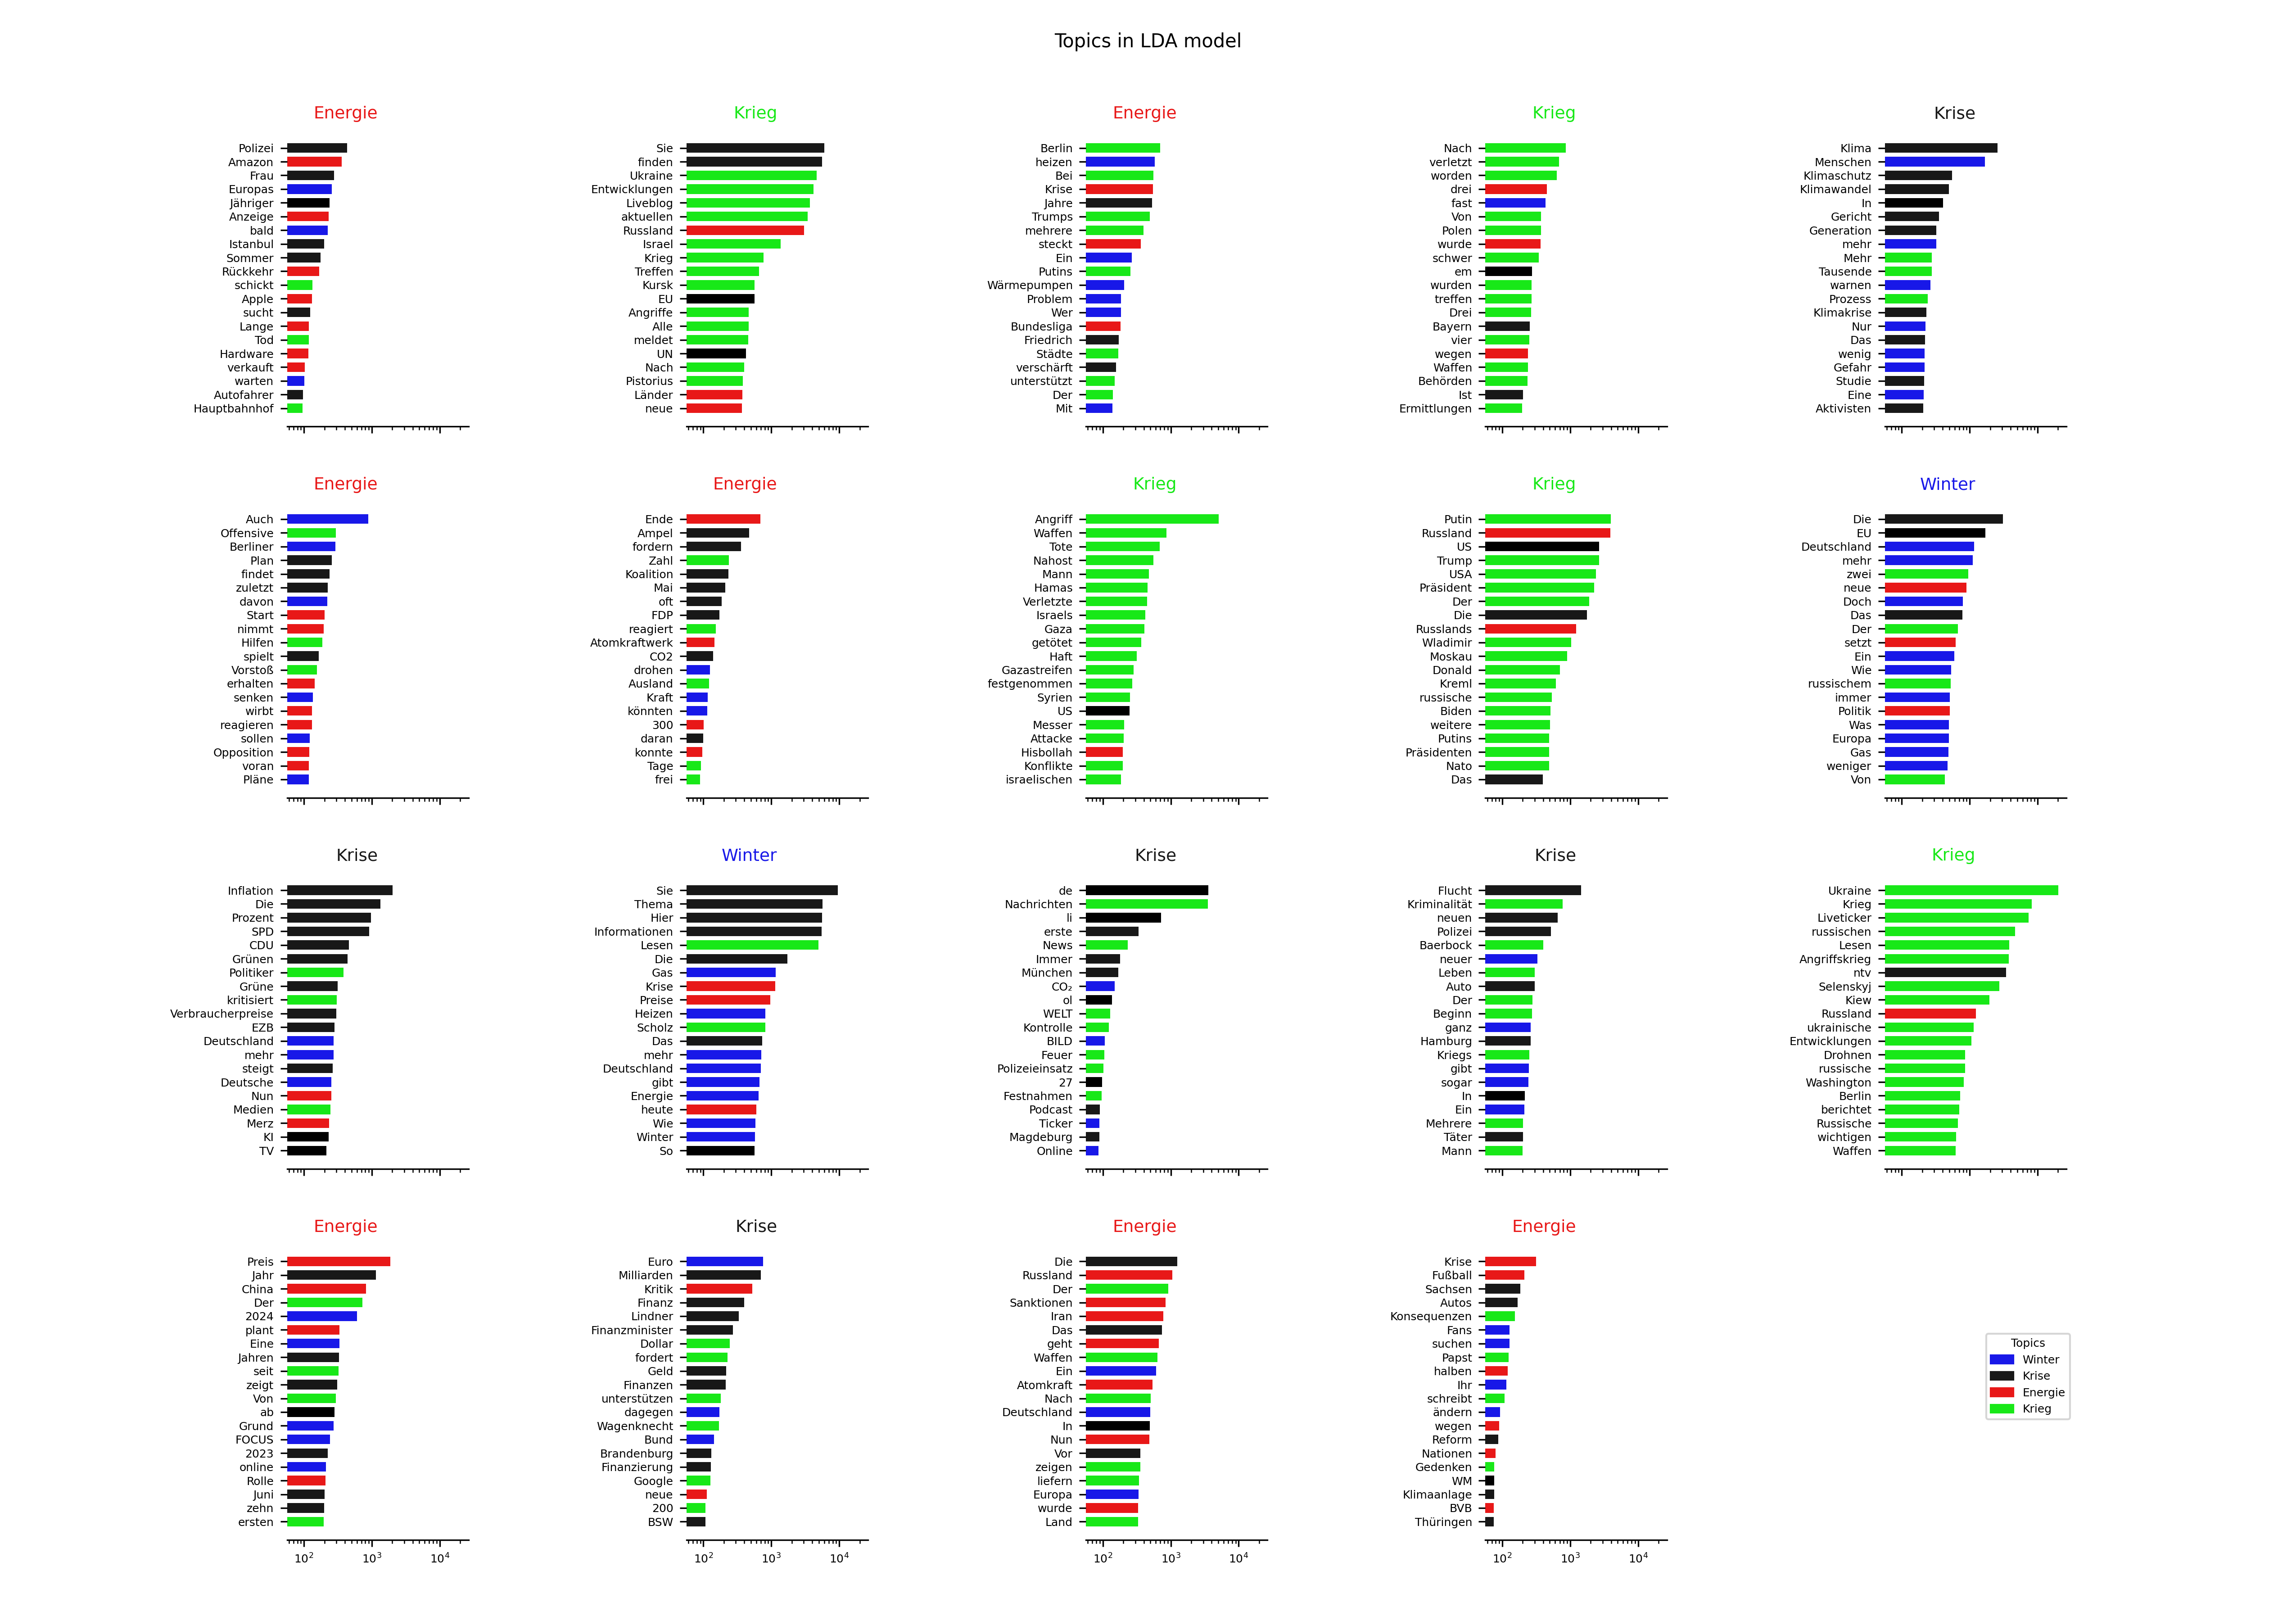 Topics in LDA model
Energie
Polizei
Amazon
Frau
Europas
Jähriger
Anzeige
bald
Istanbul
Sommer
Rückkehr
schickt
Apple
sucht
Lange
Tod
Hardware
verkauft
warten
Autofahrer
Hauptbahnhof
Krieg
Sie
finden
Ukraine
Entwicklungen
Liveblog
aktuellen
Russland
Israel
Krieg
Treffen
Kursk
EU
Angriffe
Alle
meldet
UN
Nach
Pistorius
Länder
neue
Energie
Berlin
heizen
Bei
Krise
Jahre
Trumps
mehrere
steckt
Ein
Putins
Wärmepumpen
Problem
Wer
Bundesliga
Friedrich
Städte
verschärft
unterstützt
Der
Mit
Krieg
Nach
verletzt
worden
drei
fast
Von
Polen
wurde
schwer
em
wurden
treffen
Drei
Bayern
vier
wegen
Waffen
Behörden
Ist
Ermittlungen
Krise
Klima
Menschen
Klimaschutz
Klimawandel
In
Gericht
Generation
mehr
Mehr
Tausende
warnen
Prozess
Klimakrise
Nur
Das
wenig
Gefahr
Studie
Eine
Aktivisten
Energie
Auch
Offensive
Berliner
Plan
findet
zuletzt
davon
Start
nimmt
Hilfen
spielt
Vorstoß
erhalten
senken
wirbt
reagieren
sollen
Opposition
voran
Pläne
Energie
Ende
Ampel
fordern
Zahl
Koalition
Mai
oft
FDP
reagiert
Atomkraftwerk
CO2
drohen
Ausland
Kraft
könnten
300
daran
konnte
Tage
frei
Krieg
Angriff
Waffen
Tote
Nahost
Mann
Hamas
Verletzte
Israels
Gaza
getötet
Haft
Gazastreifen
festgenommen
Syrien
US
Messer
Attacke
Hisbollah
Konflikte
israelischen
Krieg
Putin
Russland
US
Trump
USA
Präsident
Der
Die
Russlands
Wladimir
Moskau
Donald
Kreml
russische
Biden
weitere
Putins
Präsidenten
Nato
Das
Winter
Die
EU
Deutschland
mehr
zwei
neue
Doch
Das
Der
setzt
Ein
Wie
russischem
immer
Politik
Was
Europa
Gas
weniger
Von
Krise
Inflation
Die
Prozent
SPD
CDU
Grünen
Politiker
Grüne
kritisiert
Verbraucherpreise
EZB
Deutschland
mehr
steigt
Deutsche
Nun
Medien
Merz
KI
TV
Winter
Sie
Thema
Hier
Informationen
Lesen
Die
Gas
Krise
Preise
Heizen
Scholz
Das
mehr
Deutschland
gibt
Energie
heute
Wie
Winter
So
Krise
de
Nachrichten
li
erste
News
Immer
München
CO₂
ol
WELT
Kontrolle
BILD
Feuer
Polizeieinsatz
27
Festnahmen
Podcast
Ticker
Magdeburg
Online
Krise
Flucht
Kriminalität
neuen
Polizei
Baerbock
neuer
Leben
Auto
Der
Beginn
ganz
Hamburg
Kriegs
gibt
sogar
In
Ein
Mehrere
Täter
Mann
Krieg
Ukraine
Krieg
Liveticker
russischen
Lesen
Angriffskrieg
ntv
Selenskyj
Kiew
Russland
ukrainische
Entwicklungen
Drohnen
russische
Washington
Berlin
berichtet
Russische
wichtigen
Waffen
Energie
Preis
Jahr
China
Der
2024
plant
Eine
Jahren
seit
zeigt
Von
ab
Grund
FOCUS
2023
online
Rolle
Juni
zehn
ersten
10² 10³ 10⁴
Krise
Euro
Milliarden
Kritik
Finanz
Lindner
Finanzminister
Dollar
fordert
Geld
Finanzen
unterstützen
dagegen
Wagenknecht
Bund
Brandenburg
Finanzierung
Google
neue
200
BSW
10² 10³ 10⁴
Energie
Die
Russland
Der
Sanktionen
Iran
Das
geht
Waffen
Ein
Atomkraft
Nach
Deutschland
In
Nun
Vor
zeigen
liefern
Europa
wurde
Land
10² 10³ 10⁴
Energie
Krise
Fußball
Sachsen
Autos
Konsequenzen
Fans
suchen
Papst
halben
Ihr
schreibt
ändern
wegen
Reform
Nationen
Gedenken
WM
Klimaanlage
BVB
Thüringen
10² 10³ 10⁴
Topics
Winter
Krise
Energie
Krieg